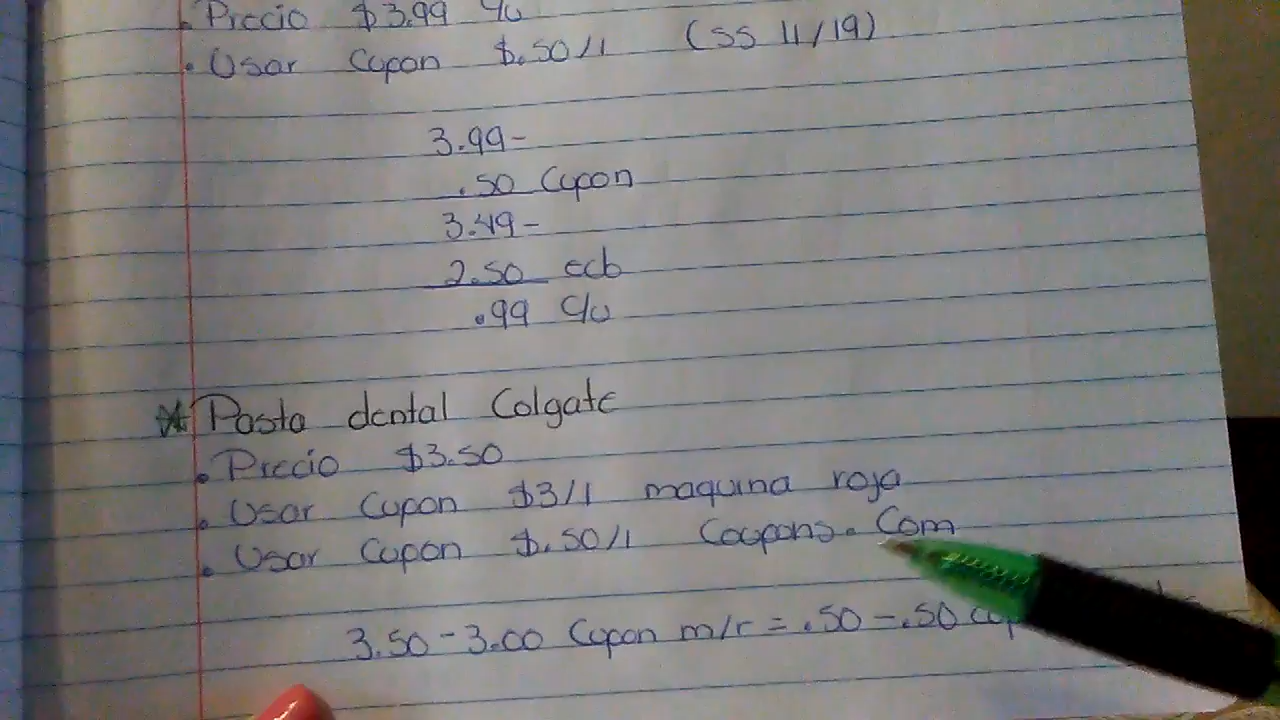 . Precio $3.99 c/u
. Usar Cupon $.50/1 (SS 11/19)
3.99-
.50 Cupon
3.49-
2.50 ecb
.99 c/u
* Pasta dental Colgate
. Precio $3.50
. Usar Cupon $3/1 maquina roja
. Usar Cupon $.50/1 Coupons.Com
3.50-3.00 Cupon m/r = .50 - .50